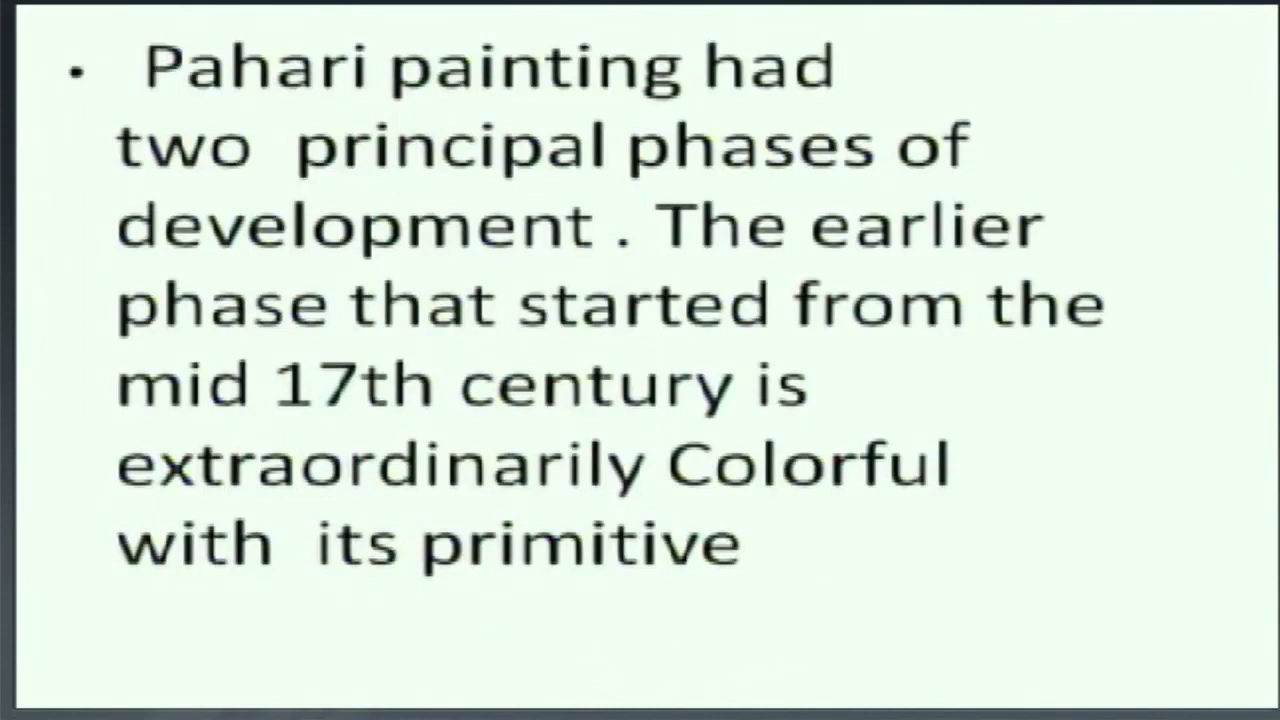 • Pahari painting had
two  principal phases of
development . The earlier
phase that started from the
mid 17th century is
extraordinarily Colorful
with  its primitive